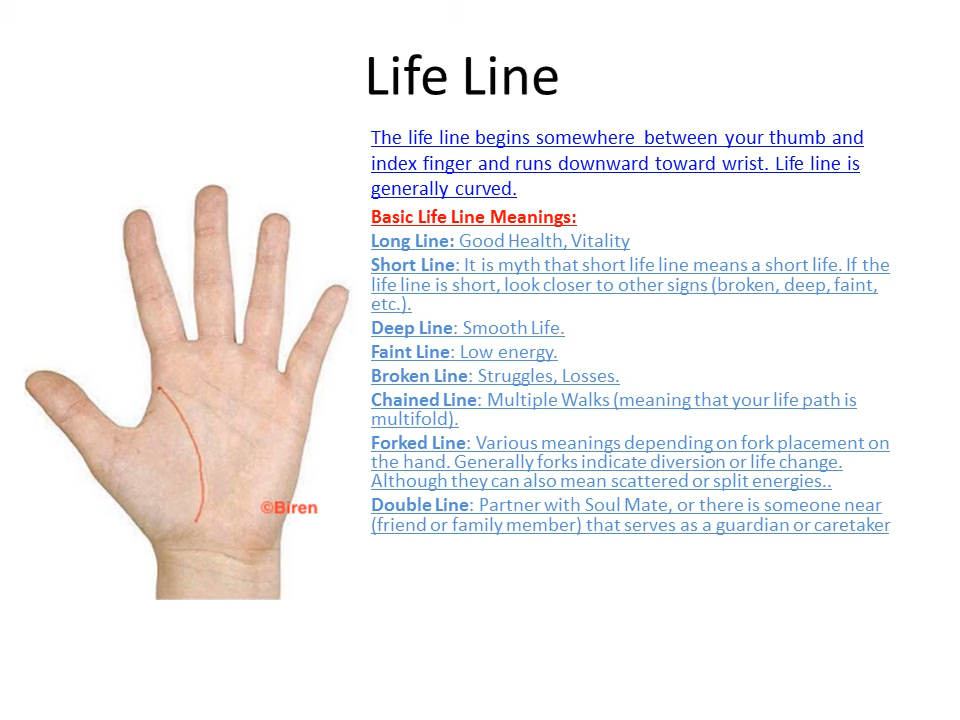 Life Line
The life line begins somewhere between your thumb and
index finger and runs downward toward wrist. Life line is
generally curved.
Basic Life Line Meanings:
Long Line: Good Health, Vitality
Short Line: It is myth that short life line means a short life. If the
life line is short, look closer to other signs (broken, deep, faint,
etc.).
Deep Line: Smooth Life.
Faint Line: Low energy.
Broken Line: Struggles, Losses.
Chained Line: Multiple Walks (meaning that your life path is
multifold).
Forked Line: Various meanings depending on fork placement on
the hand. Generally forks indicate diversion or life change.
Although they can also mean scattered or split energies..
Double Line: Partner with Soul Mate, or there is someone near
(friend or family member) that serves as a guardian or caretaker
©Biren